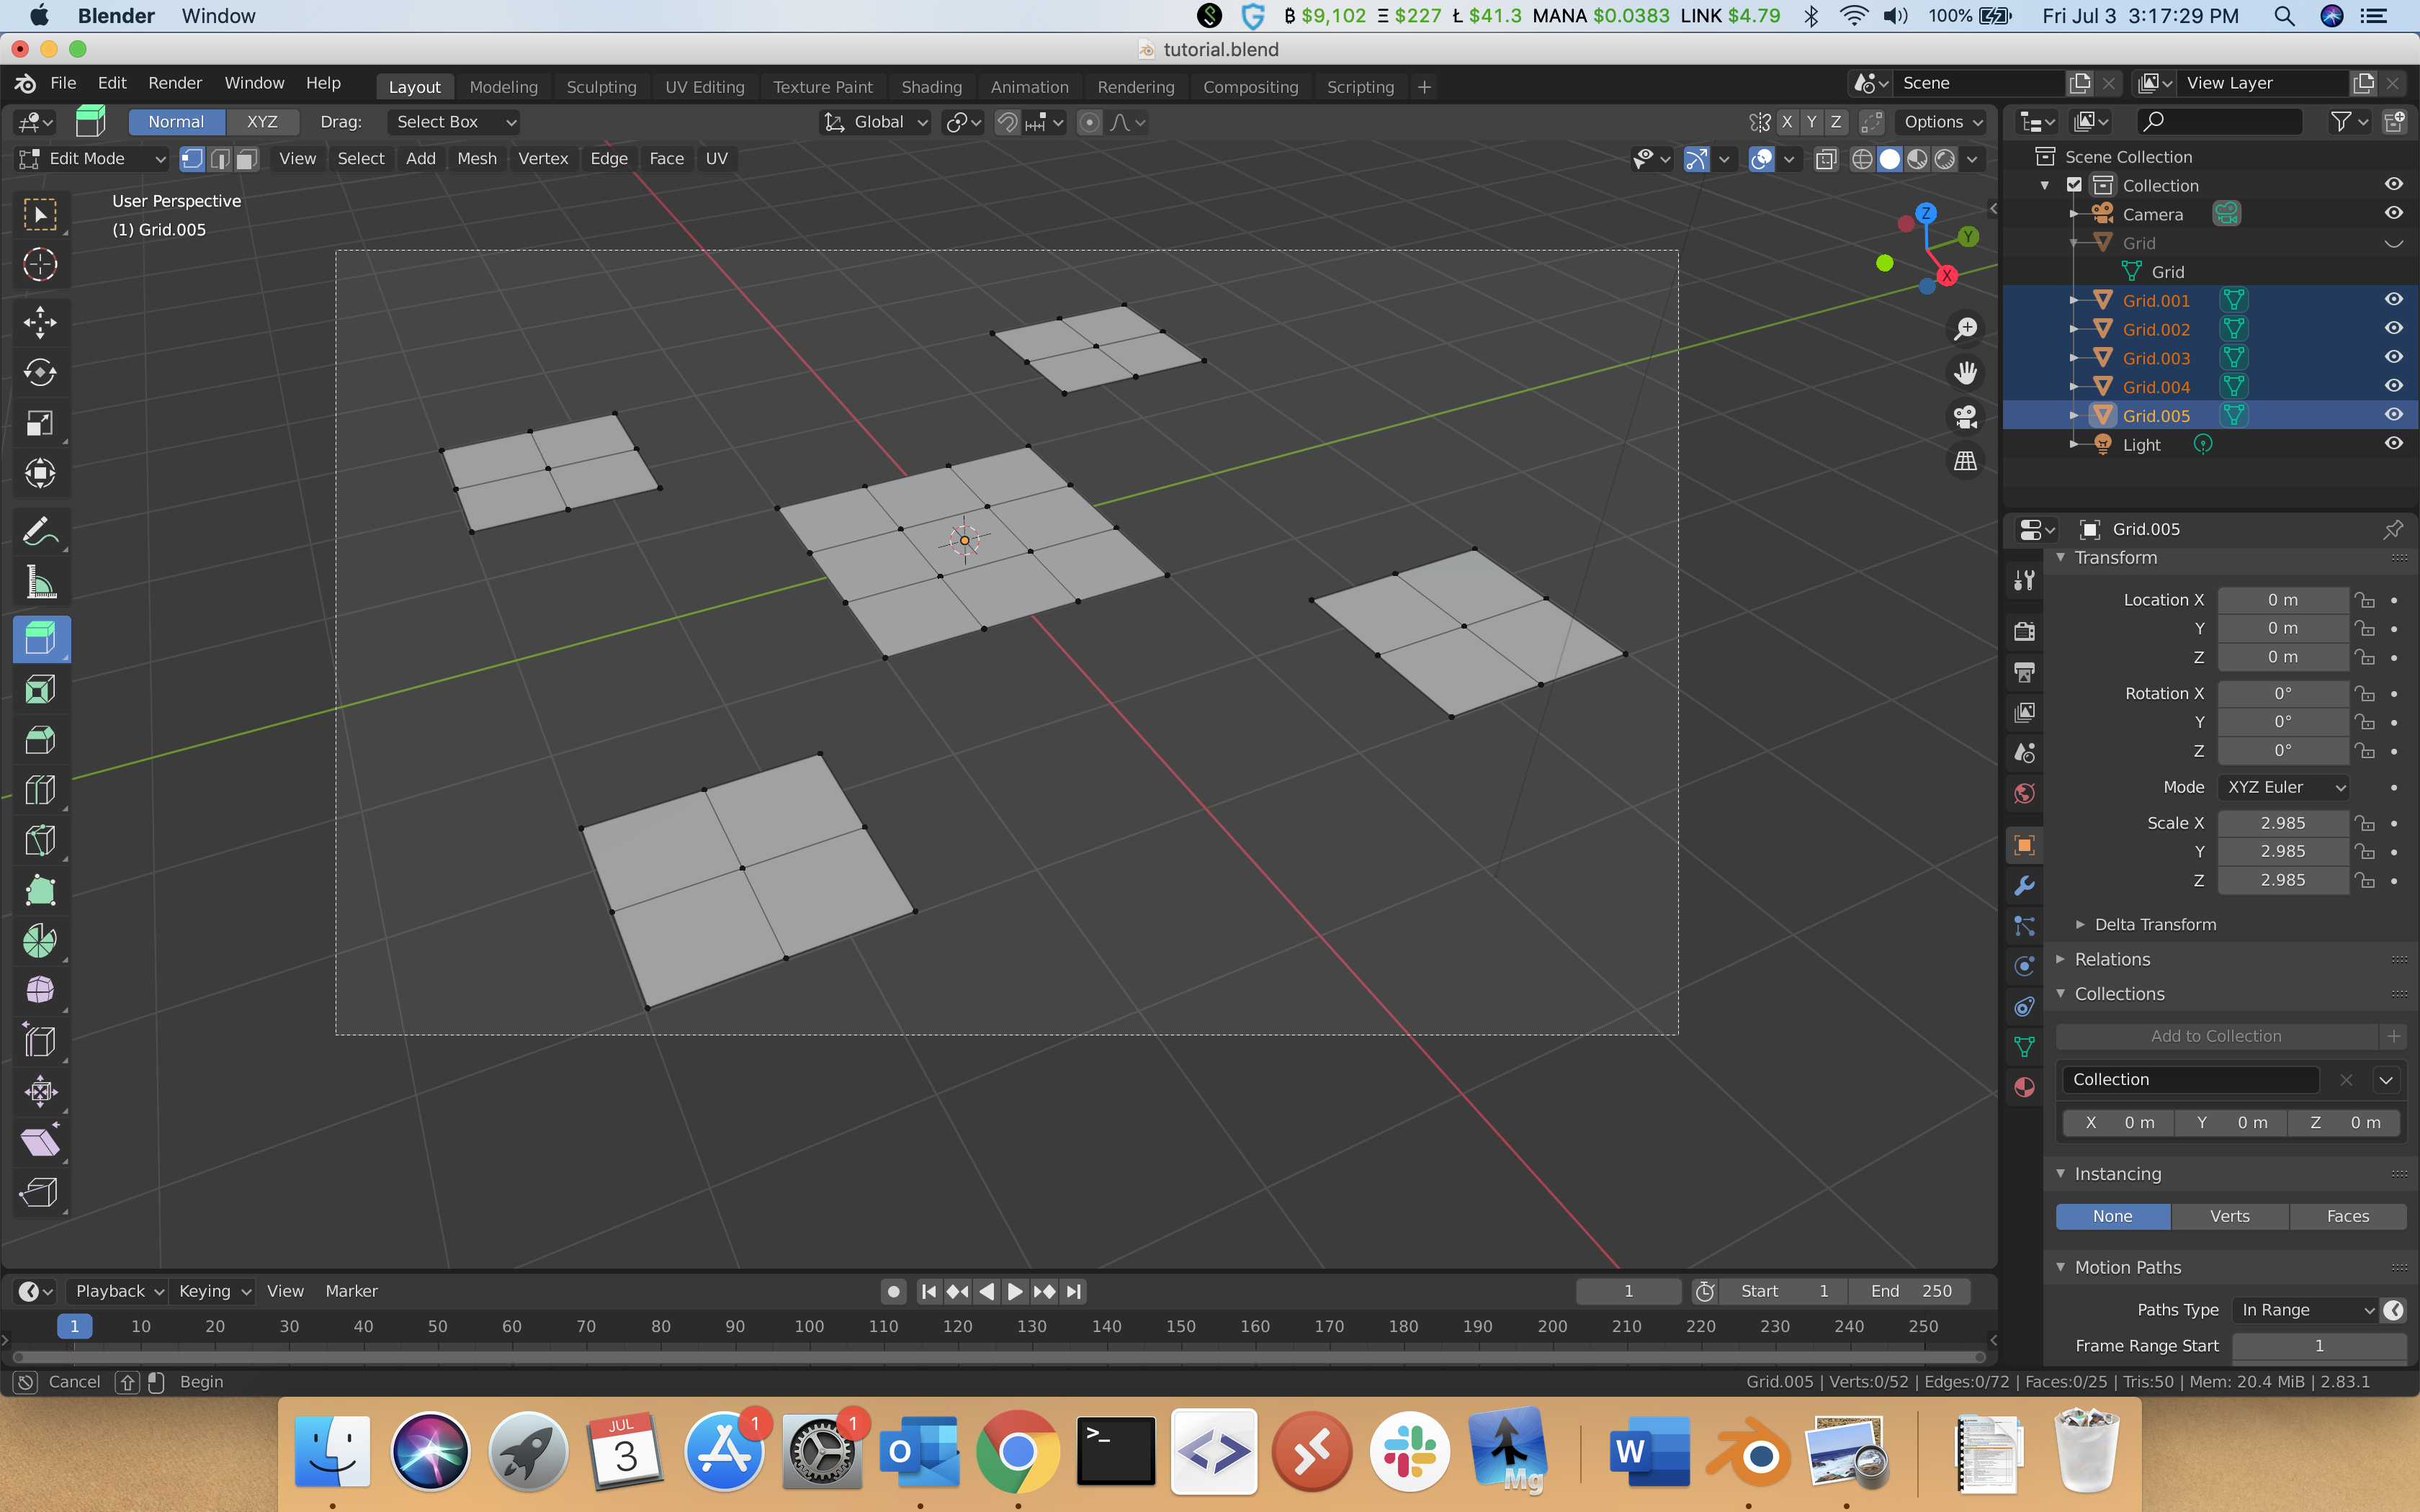 Blender Window ₿ $9,102 Ξ $227 Ł $41.3 MANA $0.0383 LINK $4.79 100% Fri Jul 3 3:17:29 PM
tutorial.blend
File Edit Render Window Help Layout Modeling Sculpting UV Editing Texture Paint Shading Animation Rendering Compositing Scripting + Scene View Layer
Normal XYZ Drag: Select Box Global X Y Z Options
Edit Mode View Select Add Mesh Vertex Edge Face UV
User Perspective
(1) Grid.005
Z
Y
X
Scene Collection
Collection
Camera
Grid
Grid
Grid.001
Grid.002
Grid.003
Grid.004
Grid.005
Light
Grid.005
Transform
Location X 0 m
Y 0 m
Z 0 m
Rotation X 0°
Y 0°
Z 0°
Mode XYZ Euler
Scale X 2.985
Y 2.985
Z 2.985
Delta Transform
Relations
Collections
Add to Collection +
Collection
X 0 m Y 0 m Z 0 m
Instancing
None Verts Faces
Motion Paths
Paths Type In Range
Frame Range Start 1
Playback Keying View Marker 1 Start 1 End 250
1 10 20 30 40 50 60 70 80 90 100 110 120 130 140 150 160 170 180 190 200 210 220 230 240 250
Cancel Begin Grid.005 | Verts:0/52 | Edges:0/72 | Faces:0/25 | Tris:50 | Mem: 20.4 MiB | 2.83.1
JUL
3
1
1
O
>_
Mg
W